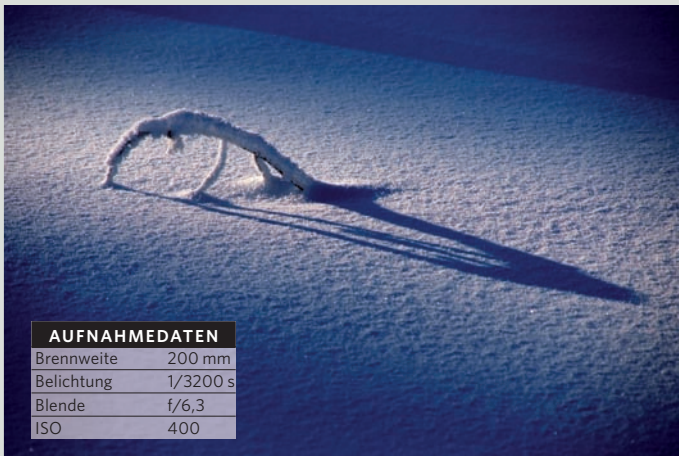 AUFNAHMEDATEN
Brennweite 200 mm
Belichtung 1/3200 s
Blende f/6,3
ISO 400